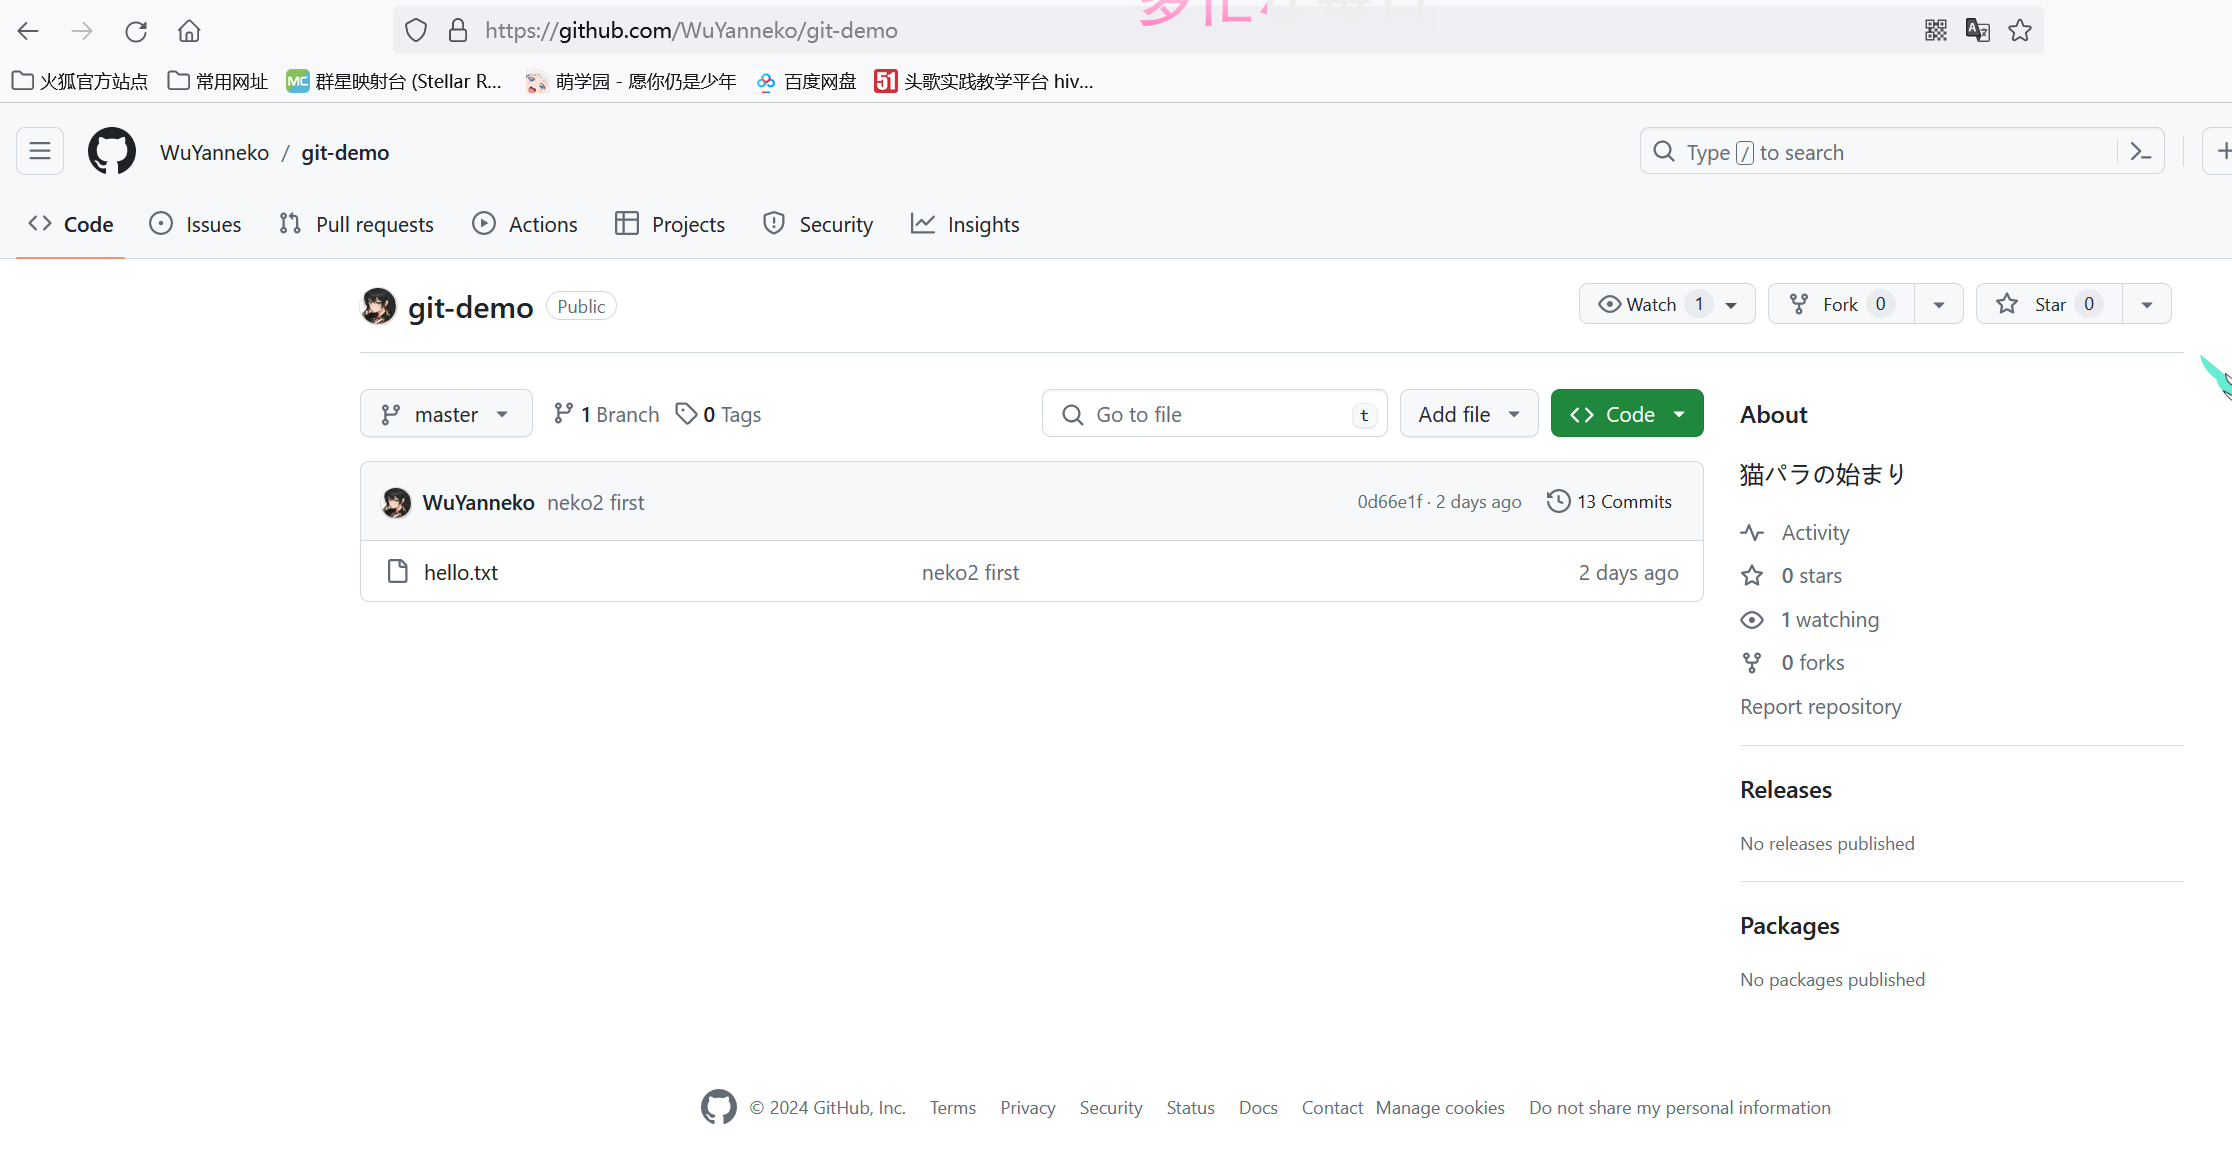 https://github.com/WuYanneko/git-demo
火狐官方站点 常用网址 MC 群星映射台 (Stellar R... 萌学园 - 愿你仍是少年 百度网盘 51 头歌实践教学平台 hiv...
WuYanneko / git-demo Type / to search
Code Issues Pull requests Actions Projects Security Insights
git-demo Public Watch 1 Fork 0 Star 0
master 1 Branch 0 Tags Go to file t Add file Code
WuYanneko neko2 first 0d66e1f · 2 days ago 13 Commits
hello.txt neko2 first 2 days ago
About
猫パラの始まり
Activity
0 stars
1 watching
0 forks
Report repository
Releases
No releases published
Packages
No packages published
© 2024 GitHub, Inc. Terms Privacy Security Status Docs Contact Manage cookies Do not share my personal information